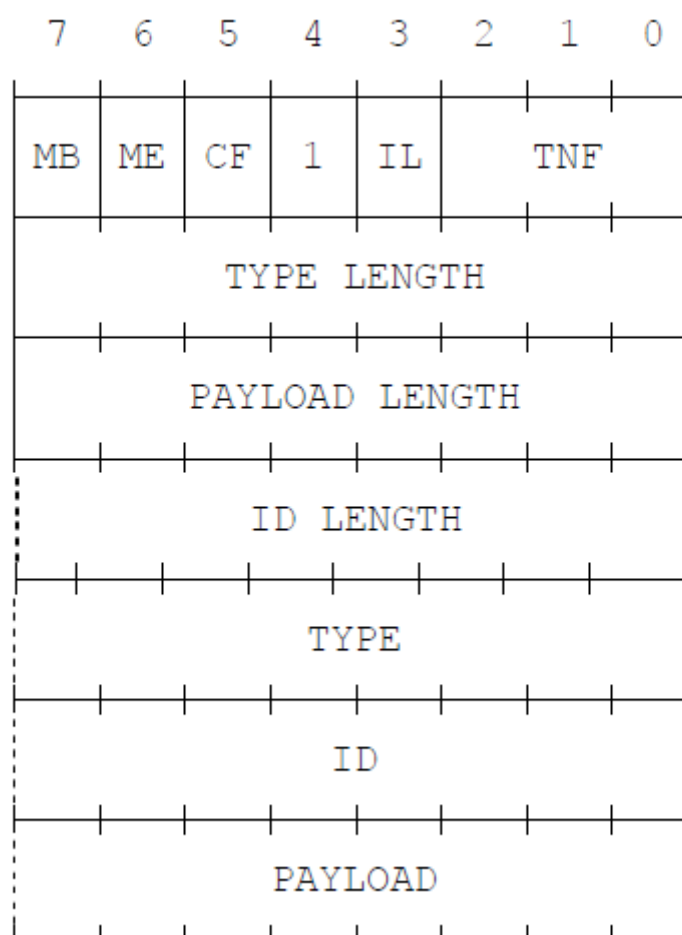 7 6 5 4 3 2 1 0
MB ME CF 1 IL TNF
TYPE LENGTH
PAYLOAD LENGTH
ID LENGTH
TYPE
ID
PAYLOAD